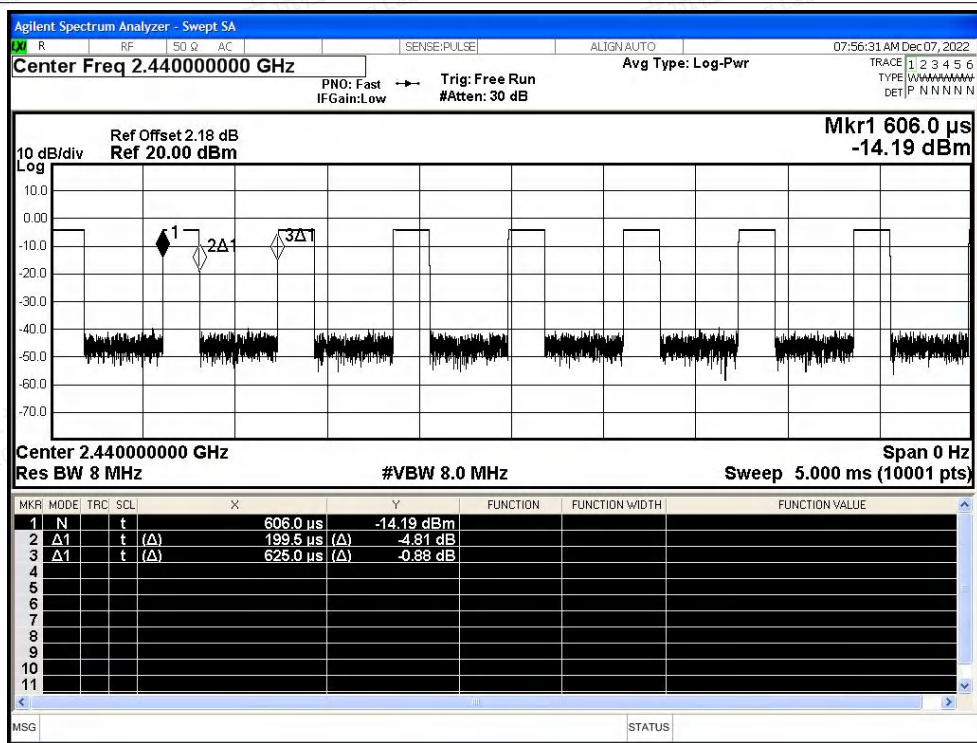 Agilent Spectrum Analyzer - Swept SA
LXI R RF 50 Ω AC SENSE:PULSE ALIGN AUTO 07:56:31 AM Dec 07, 2022
Center Freq 2.440000000 GHz
PNO: Fast
IFGain:Low
Trig: Free Run
#Atten: 30 dB
Avg Type: Log-Pwr
TRACE 1 2 3 4 5 6
TYPE WWWWWW
DET P N N N N N
Ref Offset 2.18 dB
10 dB/div Ref 20.00 dBm
Log
Mkr1 606.0 µs
-14.19 dBm
10.0
0.00
-10.0
-20.0
-30.0
-40.0
-50.0
-60.0
-70.0
1
2Δ1
3Δ1
Center 2.440000000 GHz Span 0 Hz
Res BW 8 MHz #VBW 8.0 MHz Sweep 5.000 ms (10001 pts)
MKR MODE TRC SCL X Y FUNCTION FUNCTION WIDTH FUNCTION VALUE
1 N t 606.0 µs -14.19 dBm
2 Δ1 t (Δ) 199.5 µs (Δ) -4.81 dB
3 Δ1 t (Δ) 625.0 µs (Δ) -0.88 dB
4
5
6
7
8
9
10
11
MSG STATUS